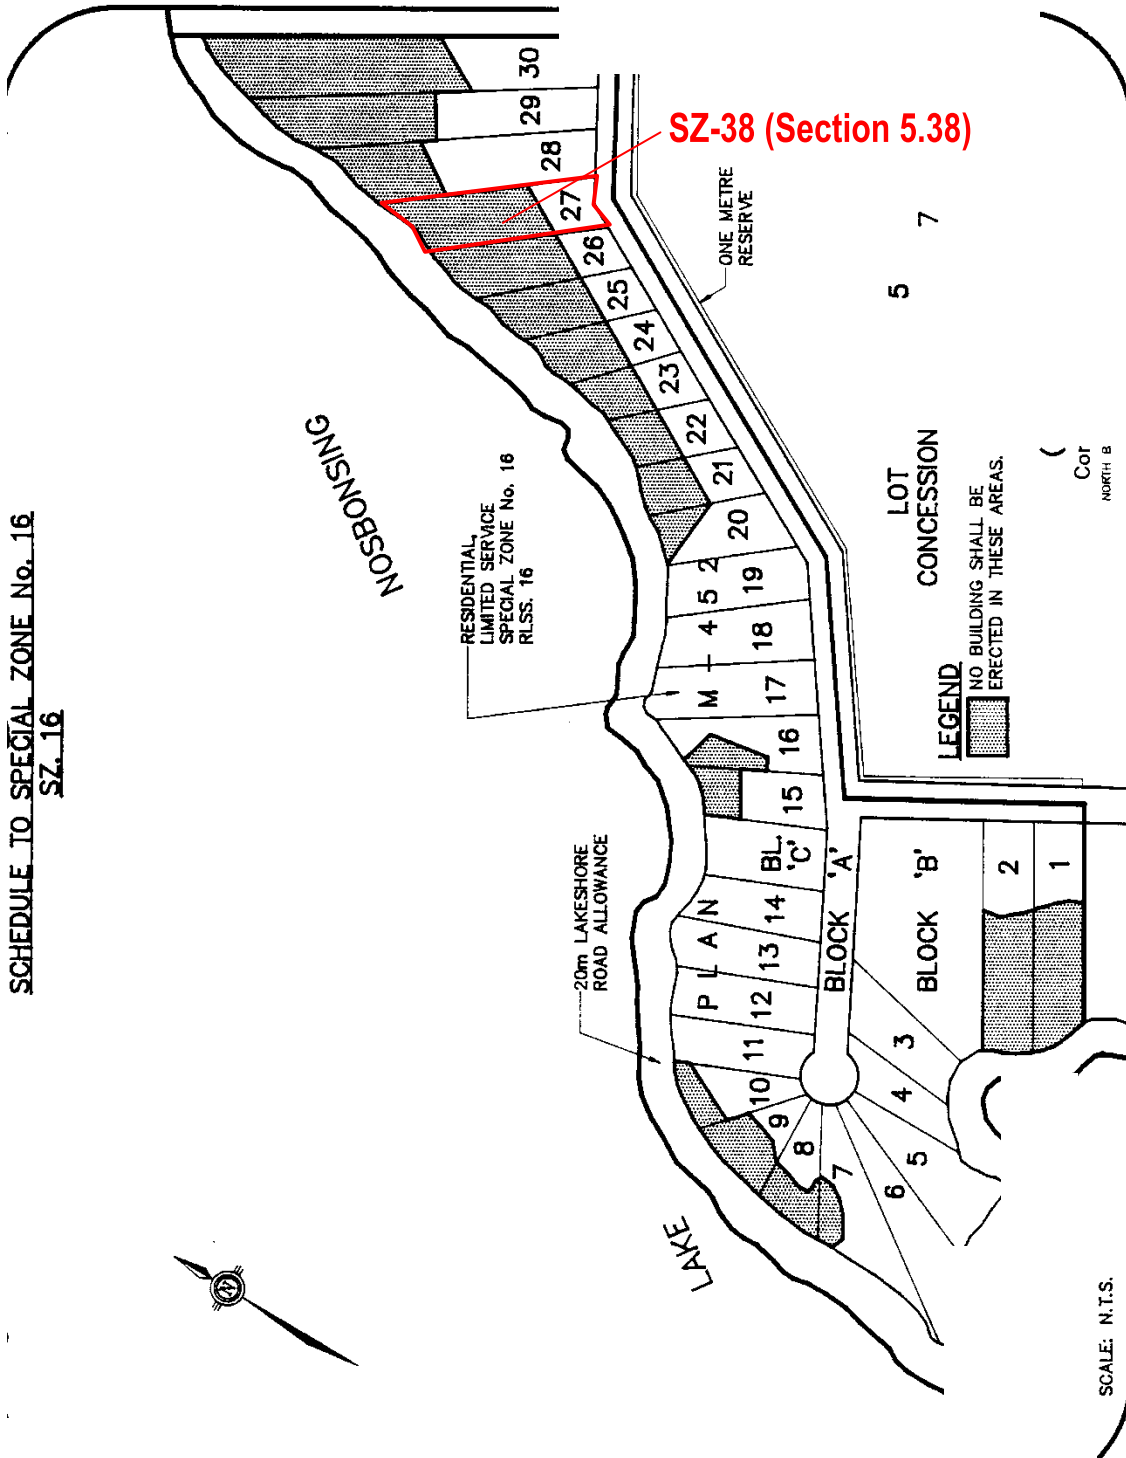 SCHEDULE TO SPECIAL ZONE No. 16
SZ. 16
SZ-38 (Section 5.38)
NOSBONSING
LAKE
RESIDENTIAL,
LIMITED SERVICE
SPECIAL ZONE No. 16
RLSS. 16
20m LAKESHORE
ROAD ALLOWANCE
ONE METRE
RESERVE
30
29
28
27
26
25
24
23
22
21
20
19
18
17
16
15
BL.
'C'
14
13
12
11
10
9
8
7
6
5
4
3
2
1
PLAN M-452
BLOCK 'A'
BLOCK 'B'
LOT 5
CONCESSION 7
LEGEND
NO BUILDING SHALL BE
ERECTED IN THESE AREAS.
(
Cor
NORTH B
N
SCALE: N.T.S.